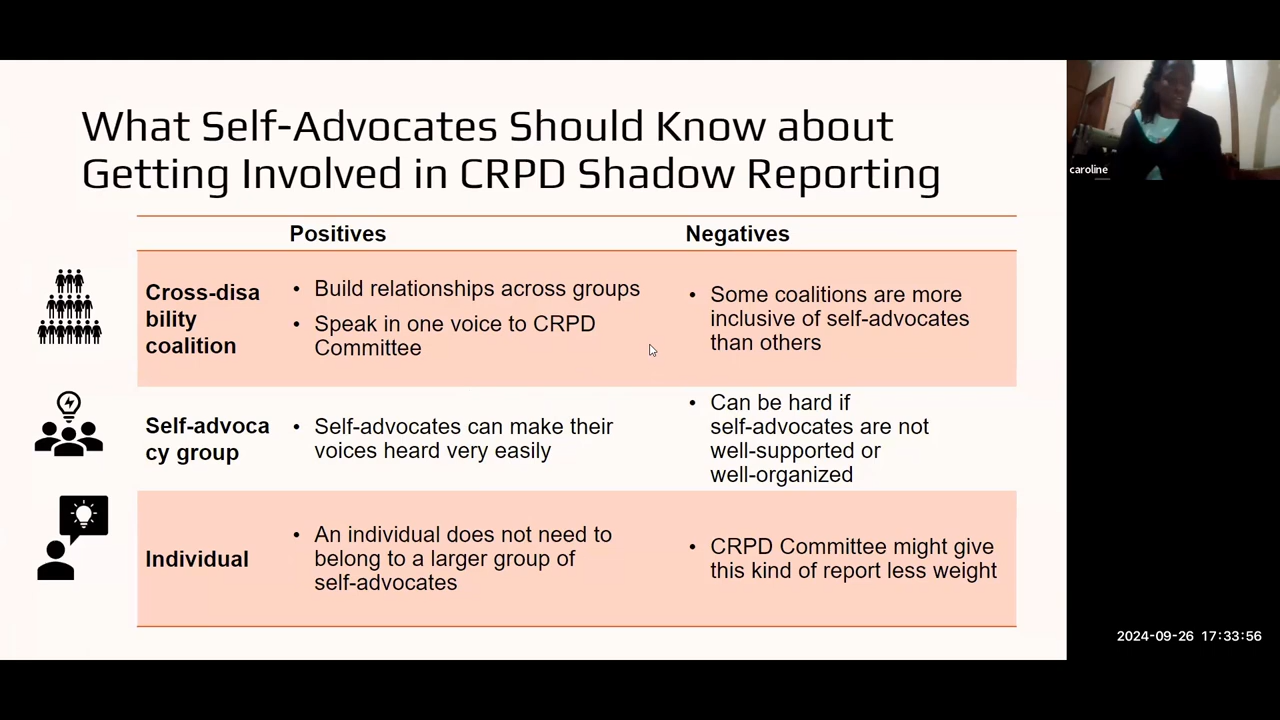 What Self-Advocates Should Know about
Getting Involved in CRPD Shadow Reporting
caroline
Positives
Negatives
Cross-disa
bility
coalition
• Build relationships across groups
• Speak in one voice to CRPD
Committee
• Some coalitions are more
inclusive of self-advocates
than others
Self-advoca
cy group
• Self-advocates can make their
voices heard very easily
• Can be hard if
self-advocates are not
well-supported or
well-organized
Individual
• An individual does not need to
belong to a larger group of
self-advocates
• CRPD Committee might give
this kind of report less weight
2024-09-26 17:33:56